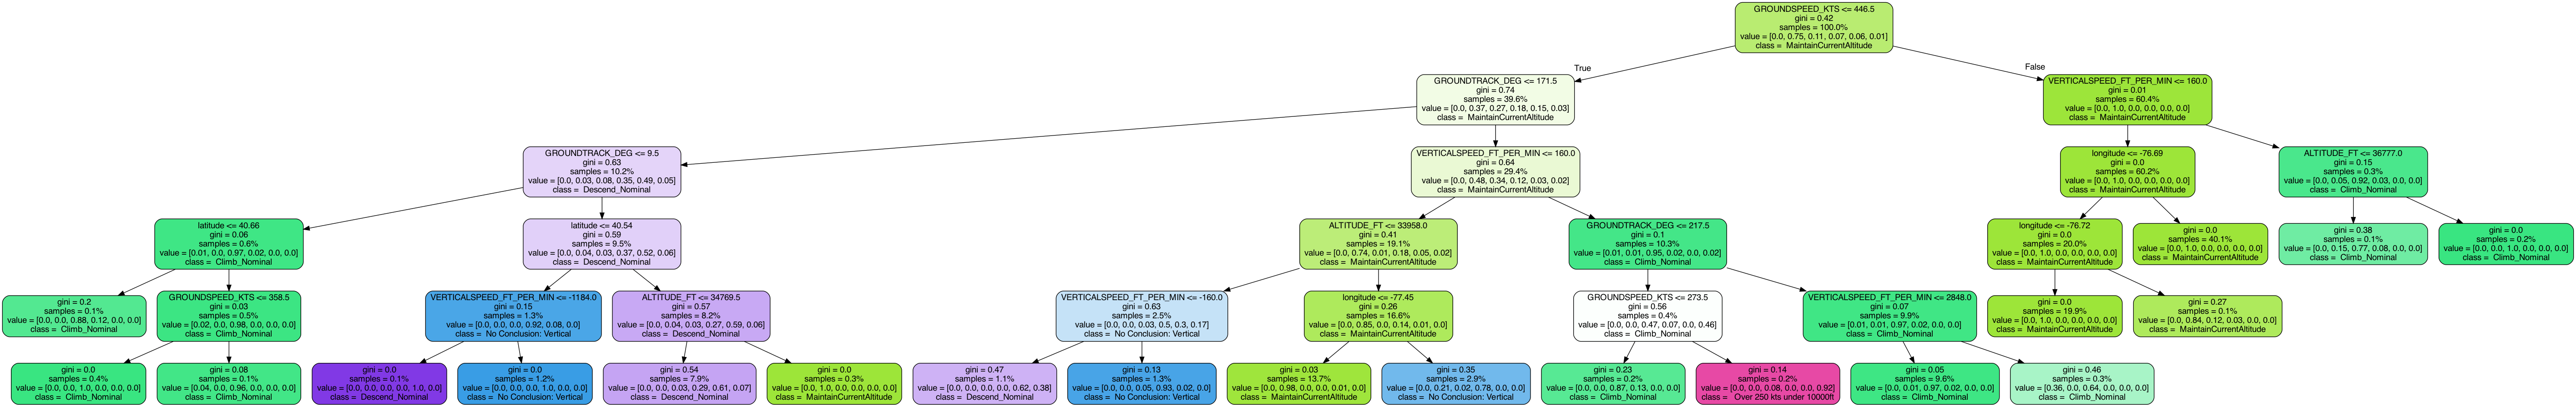 GROUNDSPEED_KTS <= 446.5
gini = 0.42
samples = 100.0%
value = [0.0, 0.75, 0.11, 0.07, 0.06, 0.01]
class = MaintainCurrentAltitude
True
False
GROUNDTRACK_DEG <= 171.5
gini = 0.74
samples = 39.6%
value = [0.0, 0.37, 0.27, 0.18, 0.15, 0.03]
class = MaintainCurrentAltitude
VERTICALSPEED_FT_PER_MIN <= 160.0
gini = 0.01
samples = 60.4%
value = [0.0, 1.0, 0.0, 0.0, 0.0, 0.0]
class = MaintainCurrentAltitude
GROUNDTRACK_DEG <= 9.5
gini = 0.63
samples = 10.2%
value = [0.0, 0.03, 0.08, 0.35, 0.49, 0.05]
class = Descend_Nominal
VERTICALSPEED_FT_PER_MIN <= 160.0
gini = 0.64
samples = 29.4%
value = [0.0, 0.48, 0.34, 0.12, 0.03, 0.02]
class = MaintainCurrentAltitude
longitude <= -76.69
gini = 0.0
samples = 60.2%
value = [0.0, 1.0, 0.0, 0.0, 0.0, 0.0]
class = MaintainCurrentAltitude
ALTITUDE_FT <= 36777.0
gini = 0.15
samples = 0.3%
value = [0.0, 0.05, 0.92, 0.03, 0.0, 0.0]
class = Climb_Nominal
latitude <= 40.66
gini = 0.06
samples = 0.6%
value = [0.01, 0.0, 0.97, 0.02, 0.0, 0.0]
class = Climb_Nominal
latitude <= 40.54
gini = 0.59
samples = 9.5%
value = [0.0, 0.04, 0.03, 0.37, 0.52, 0.06]
class = Descend_Nominal
ALTITUDE_FT <= 33958.0
gini = 0.41
samples = 19.1%
value = [0.0, 0.74, 0.01, 0.18, 0.05, 0.02]
class = MaintainCurrentAltitude
GROUNDTRACK_DEG <= 217.5
gini = 0.1
samples = 10.3%
value = [0.01, 0.01, 0.95, 0.02, 0.0, 0.02]
class = Climb_Nominal
longitude <= -76.72
gini = 0.0
samples = 20.0%
value = [0.0, 1.0, 0.0, 0.0, 0.0, 0.0]
class = MaintainCurrentAltitude
gini = 0.0
samples = 40.1%
value = [0.0, 1.0, 0.0, 0.0, 0.0, 0.0]
class = MaintainCurrentAltitude
gini = 0.38
samples = 0.1%
value = [0.0, 0.15, 0.77, 0.08, 0.0, 0.0]
class = Climb_Nominal
gini = 0.0
samples = 0.2%
value = [0.0, 0.0, 1.0, 0.0, 0.0, 0.0]
class = Climb_Nominal
gini = 0.2
samples = 0.1%
value = [0.0, 0.0, 0.88, 0.12, 0.0, 0.0]
class = Climb_Nominal
GROUNDSPEED_KTS <= 358.5
gini = 0.03
samples = 0.5%
value = [0.02, 0.0, 0.98, 0.0, 0.0, 0.0]
class = Climb_Nominal
VERTICALSPEED_FT_PER_MIN <= -1184.0
gini = 0.15
samples = 1.3%
value = [0.0, 0.0, 0.0, 0.92, 0.08, 0.0]
class = No Conclusion: Vertical
ALTITUDE_FT <= 34769.5
gini = 0.57
samples = 8.2%
value = [0.0, 0.04, 0.03, 0.27, 0.59, 0.06]
class = Descend_Nominal
VERTICALSPEED_FT_PER_MIN <= -160.0
gini = 0.63
samples = 2.5%
value = [0.0, 0.0, 0.03, 0.5, 0.3, 0.17]
class = No Conclusion: Vertical
longitude <= -77.45
gini = 0.26
samples = 16.6%
value = [0.0, 0.85, 0.0, 0.14, 0.01, 0.0]
class = MaintainCurrentAltitude
GROUNDSPEED_KTS <= 273.5
gini = 0.56
samples = 0.4%
value = [0.0, 0.0, 0.47, 0.07, 0.0, 0.46]
class = Climb_Nominal
VERTICALSPEED_FT_PER_MIN <= 2848.0
gini = 0.07
samples = 9.9%
value = [0.01, 0.01, 0.97, 0.02, 0.0, 0.0]
class = Climb_Nominal
gini = 0.0
samples = 19.9%
value = [0.0, 1.0, 0.0, 0.0, 0.0, 0.0]
class = MaintainCurrentAltitude
gini = 0.27
samples = 0.1%
value = [0.0, 0.84, 0.12, 0.03, 0.0, 0.0]
class = MaintainCurrentAltitude
gini = 0.0
samples = 0.4%
value = [0.0, 0.0, 1.0, 0.0, 0.0, 0.0]
class = Climb_Nominal
gini = 0.08
samples = 0.1%
value = [0.04, 0.0, 0.96, 0.0, 0.0, 0.0]
class = Climb_Nominal
gini = 0.0
samples = 0.1%
value = [0.0, 0.0, 0.0, 0.0, 1.0, 0.0]
class = Descend_Nominal
gini = 0.0
samples = 1.2%
value = [0.0, 0.0, 0.0, 1.0, 0.0, 0.0]
class = No Conclusion: Vertical
gini = 0.54
samples = 7.9%
value = [0.0, 0.0, 0.03, 0.29, 0.61, 0.07]
class = Descend_Nominal
gini = 0.0
samples = 0.3%
value = [0.0, 1.0, 0.0, 0.0, 0.0, 0.0]
class = MaintainCurrentAltitude
gini = 0.47
samples = 1.1%
value = [0.0, 0.0, 0.0, 0.0, 0.62, 0.38]
class = Descend_Nominal
gini = 0.13
samples = 1.3%
value = [0.0, 0.0, 0.05, 0.93, 0.02, 0.0]
class = No Conclusion: Vertical
gini = 0.03
samples = 13.7%
value = [0.0, 0.98, 0.0, 0.0, 0.01, 0.0]
class = MaintainCurrentAltitude
gini = 0.35
samples = 2.9%
value = [0.0, 0.21, 0.02, 0.78, 0.0, 0.0]
class = No Conclusion: Vertical
gini = 0.23
samples = 0.2%
value = [0.0, 0.0, 0.87, 0.13, 0.0, 0.0]
class = Climb_Nominal
gini = 0.14
samples = 0.2%
value = [0.0, 0.0, 0.08, 0.0, 0.0, 0.92]
class = Over 250 kts under 10000ft
gini = 0.05
samples = 9.6%
value = [0.0, 0.01, 0.97, 0.02, 0.0, 0.0]
class = Climb_Nominal
gini = 0.46
samples = 0.3%
value = [0.36, 0.0, 0.64, 0.0, 0.0, 0.0]
class = Climb_Nominal